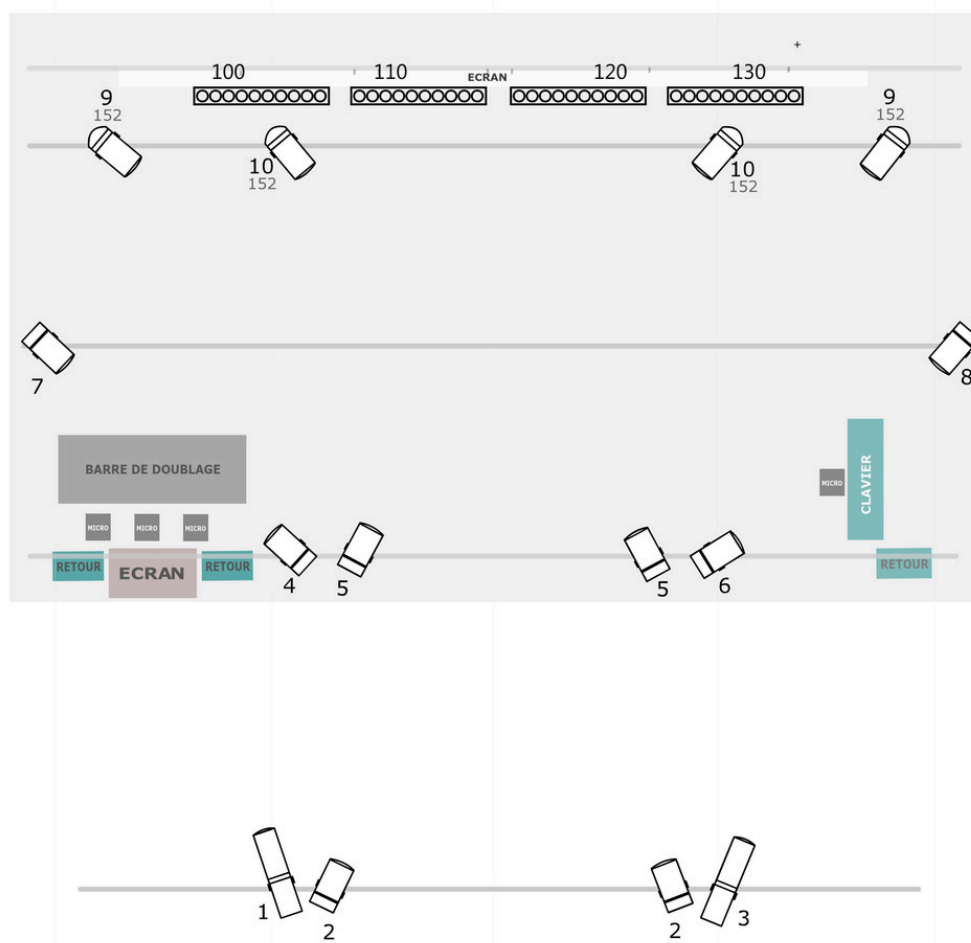 100
110
ECRAN
120
130
9
152
9
152
10
152
10
152
7
8
BARRE DE DOUBLAGE
MICRO
MICRO
MICRO
MICRO
CLAVIER
RETOUR
ECRAN
RETOUR
4
5
5
6
RETOUR
1
2
2
3